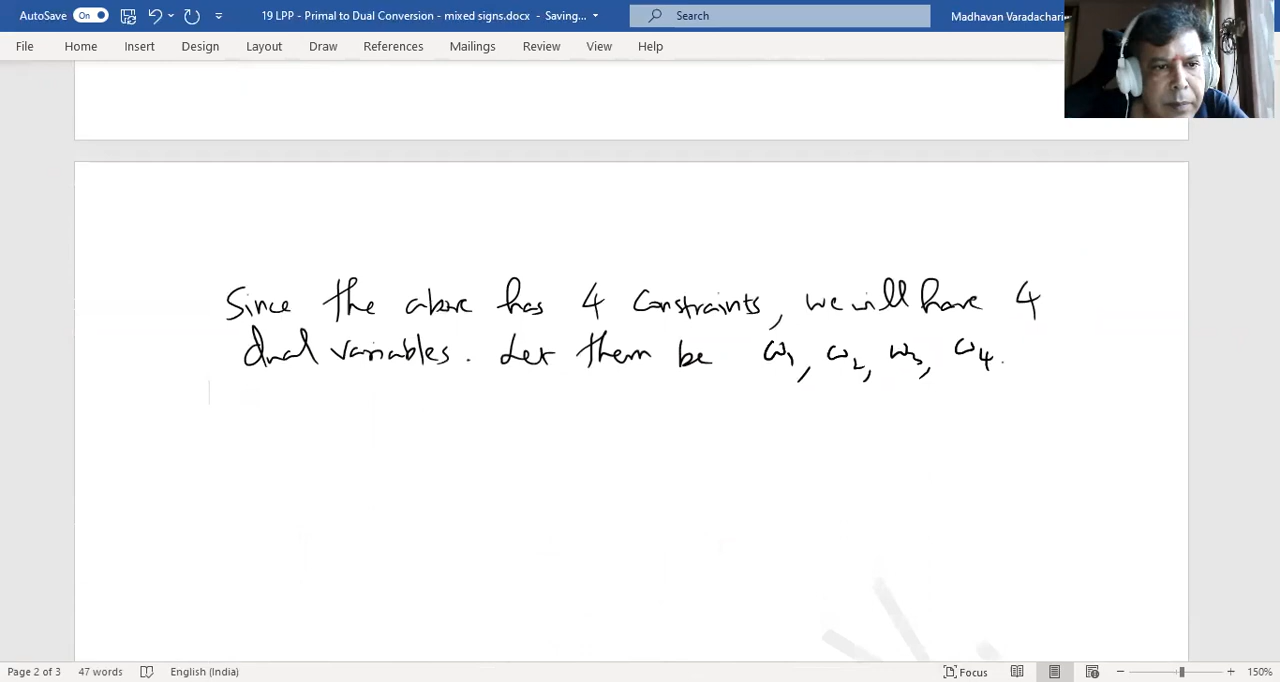 AutoSave On 19 LPP - Primal to Dual Conversion - mixed signs.docx - Saving... Search Madhavan Varadachari
File Home Insert Design Layout Draw References Mailings Review View Help
Since the above has 4 Constraints, we will have 4
dual variables. Let them be ω1, ω2, ω3, ω4.
Page 2 of 3 47 words English (India) Focus 150%